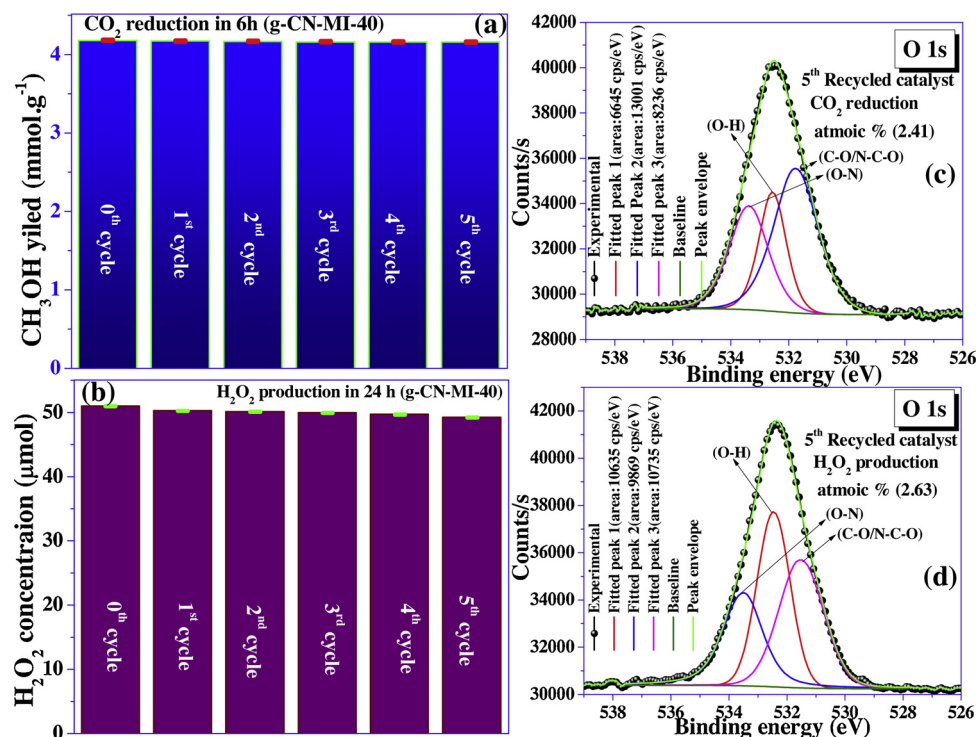 CO2 reduction in 6h (g-CN-MI-40)
(a)
CH3OH yiled (mmol.g-1)
4
3
2
1
0
0th cycle
1st cycle
2nd cycle
3rd cycle
4th cycle
5th cycle
(b)
H2O2 production in 24 h (g-CN-MI-40)
H2O2 concentraion (μmol)
60
50
40
30
20
10
0
0th cycle
1st cycle
2nd cycle
3rd cycle
4th cycle
5th cycle
O 1s
5th Recycled catalyst
CO2 reduction
atmoic % (2.41)
(O-H)
(C-O/N-C-O)
(O-N)
(c)
Counts/s
42000
40000
38000
36000
34000
32000
30000
28000
Experimental
Fitted peak 1(area:6645 cps/eV)
Fitted Peak 2(area:13001 cps/eV)
Fitted peak 3(area:8236 cps/eV)
Baseline
Peak envelope
538 536 534 532 530 528 526
Binding energy (eV)
O 1s
5th Recycled catalyst
H2O2 production
atmoic % (2.63)
(O-H)
(O-N)
(C-O/N-C-O)
(d)
Counts/s
42000
40000
38000
36000
34000
32000
30000
Experimental
Fitted peak 1(area:10635 cps/eV)
Fitted peak 2(area:9869 cps/eV)
Fitted peak 3(area:10735 cps/eV)
Baseline
Peak envelope
538 536 534 532 530 528 526
Binding energy (eV)